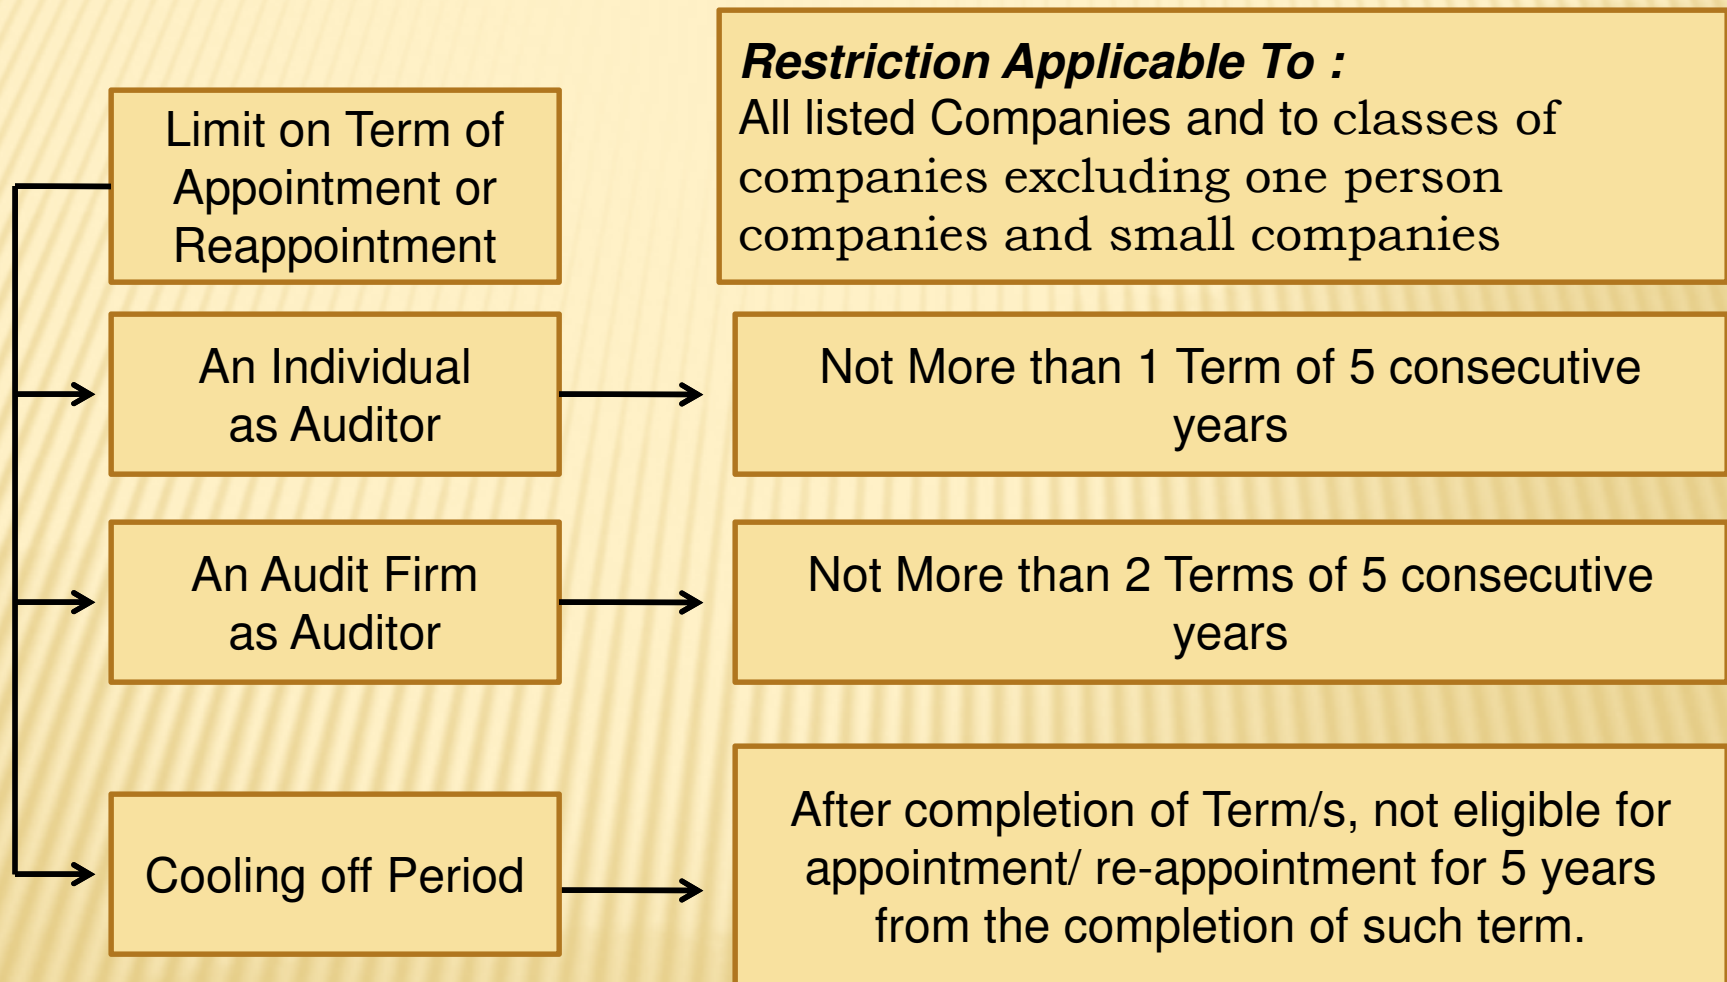 Restriction Applicable To :
All listed Companies and to classes of
companies excluding one person
companies and small companies
Limit on Term of
Appointment or
Reappointment
An Individual
as Auditor
Not More than 1 Term of 5 consecutive
years
An Audit Firm
as Auditor
Not More than 2 Terms of 5 consecutive
years
Cooling off Period
After completion of Term/s, not eligible for
appointment/ re-appointment for 5 years
from the completion of such term.